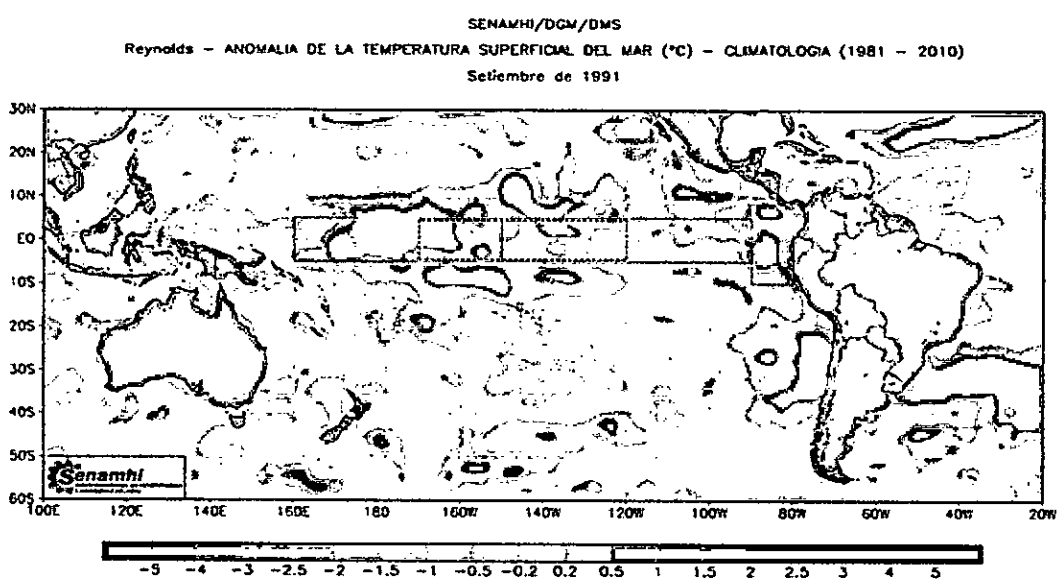 SENAMHI/DGM/DMS
Reynolds - ANOMALIA DE LA TEMPERATURA SUPERFICIAL DEL MAR (°C) - CLIMATOLOGIA (1981 - 2010)
Setiembre de 1991
30N
20N
10N
EQ
10S
20S
30S
40S
50S
60S
Senamhi
100E 120E 140E 160E 180 160W 140W 120W 100W 80W 60W 40W 20W
-5 -4 -3 -2.5 -2 -1.5 -1 -0.5 -0.2 0.2 0.5 1 1.5 2 2.5 3 4 5